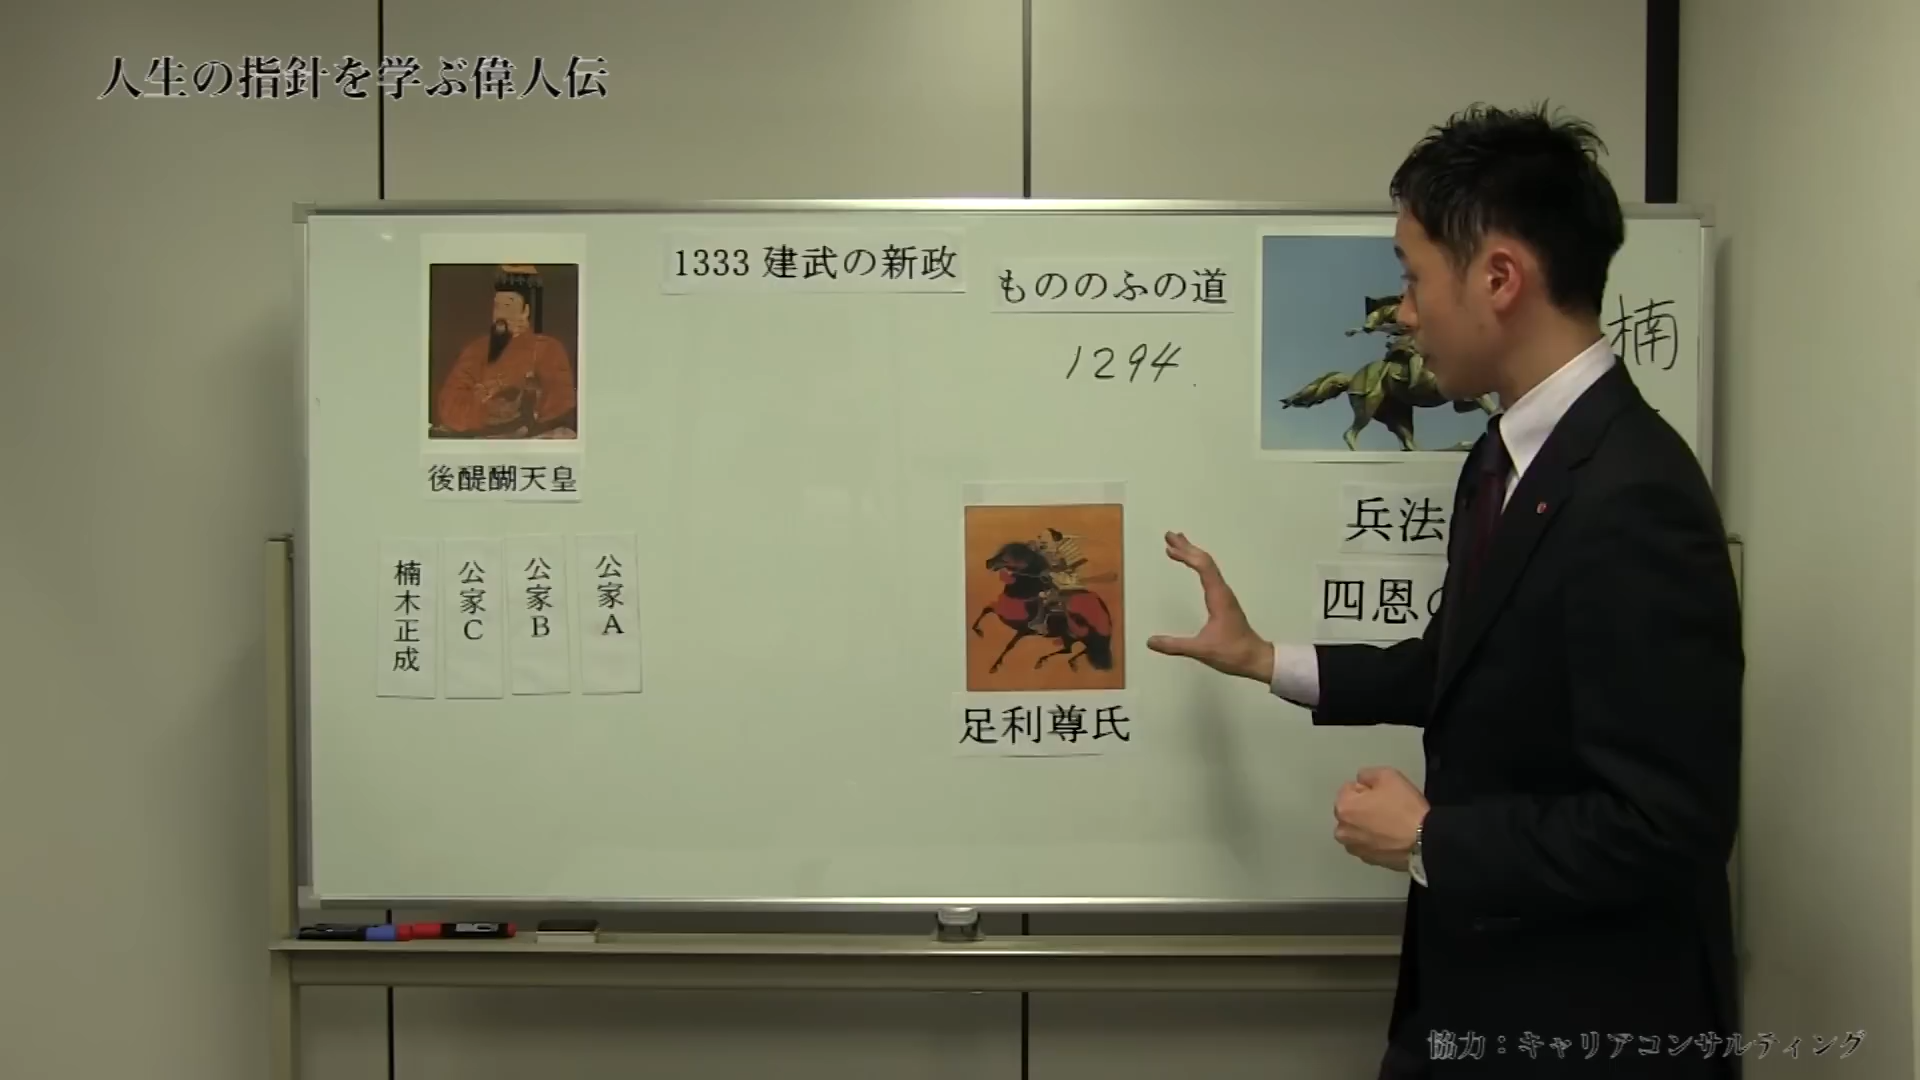 人生の指針を学ぶ偉人伝
1333 建武の新政
もののふの道
1294
楠
後醍醐天皇
兵法
四恩の
楠木正成
公家C
公家B
公家A
足利尊氏
協力：キャリアコンサルティング